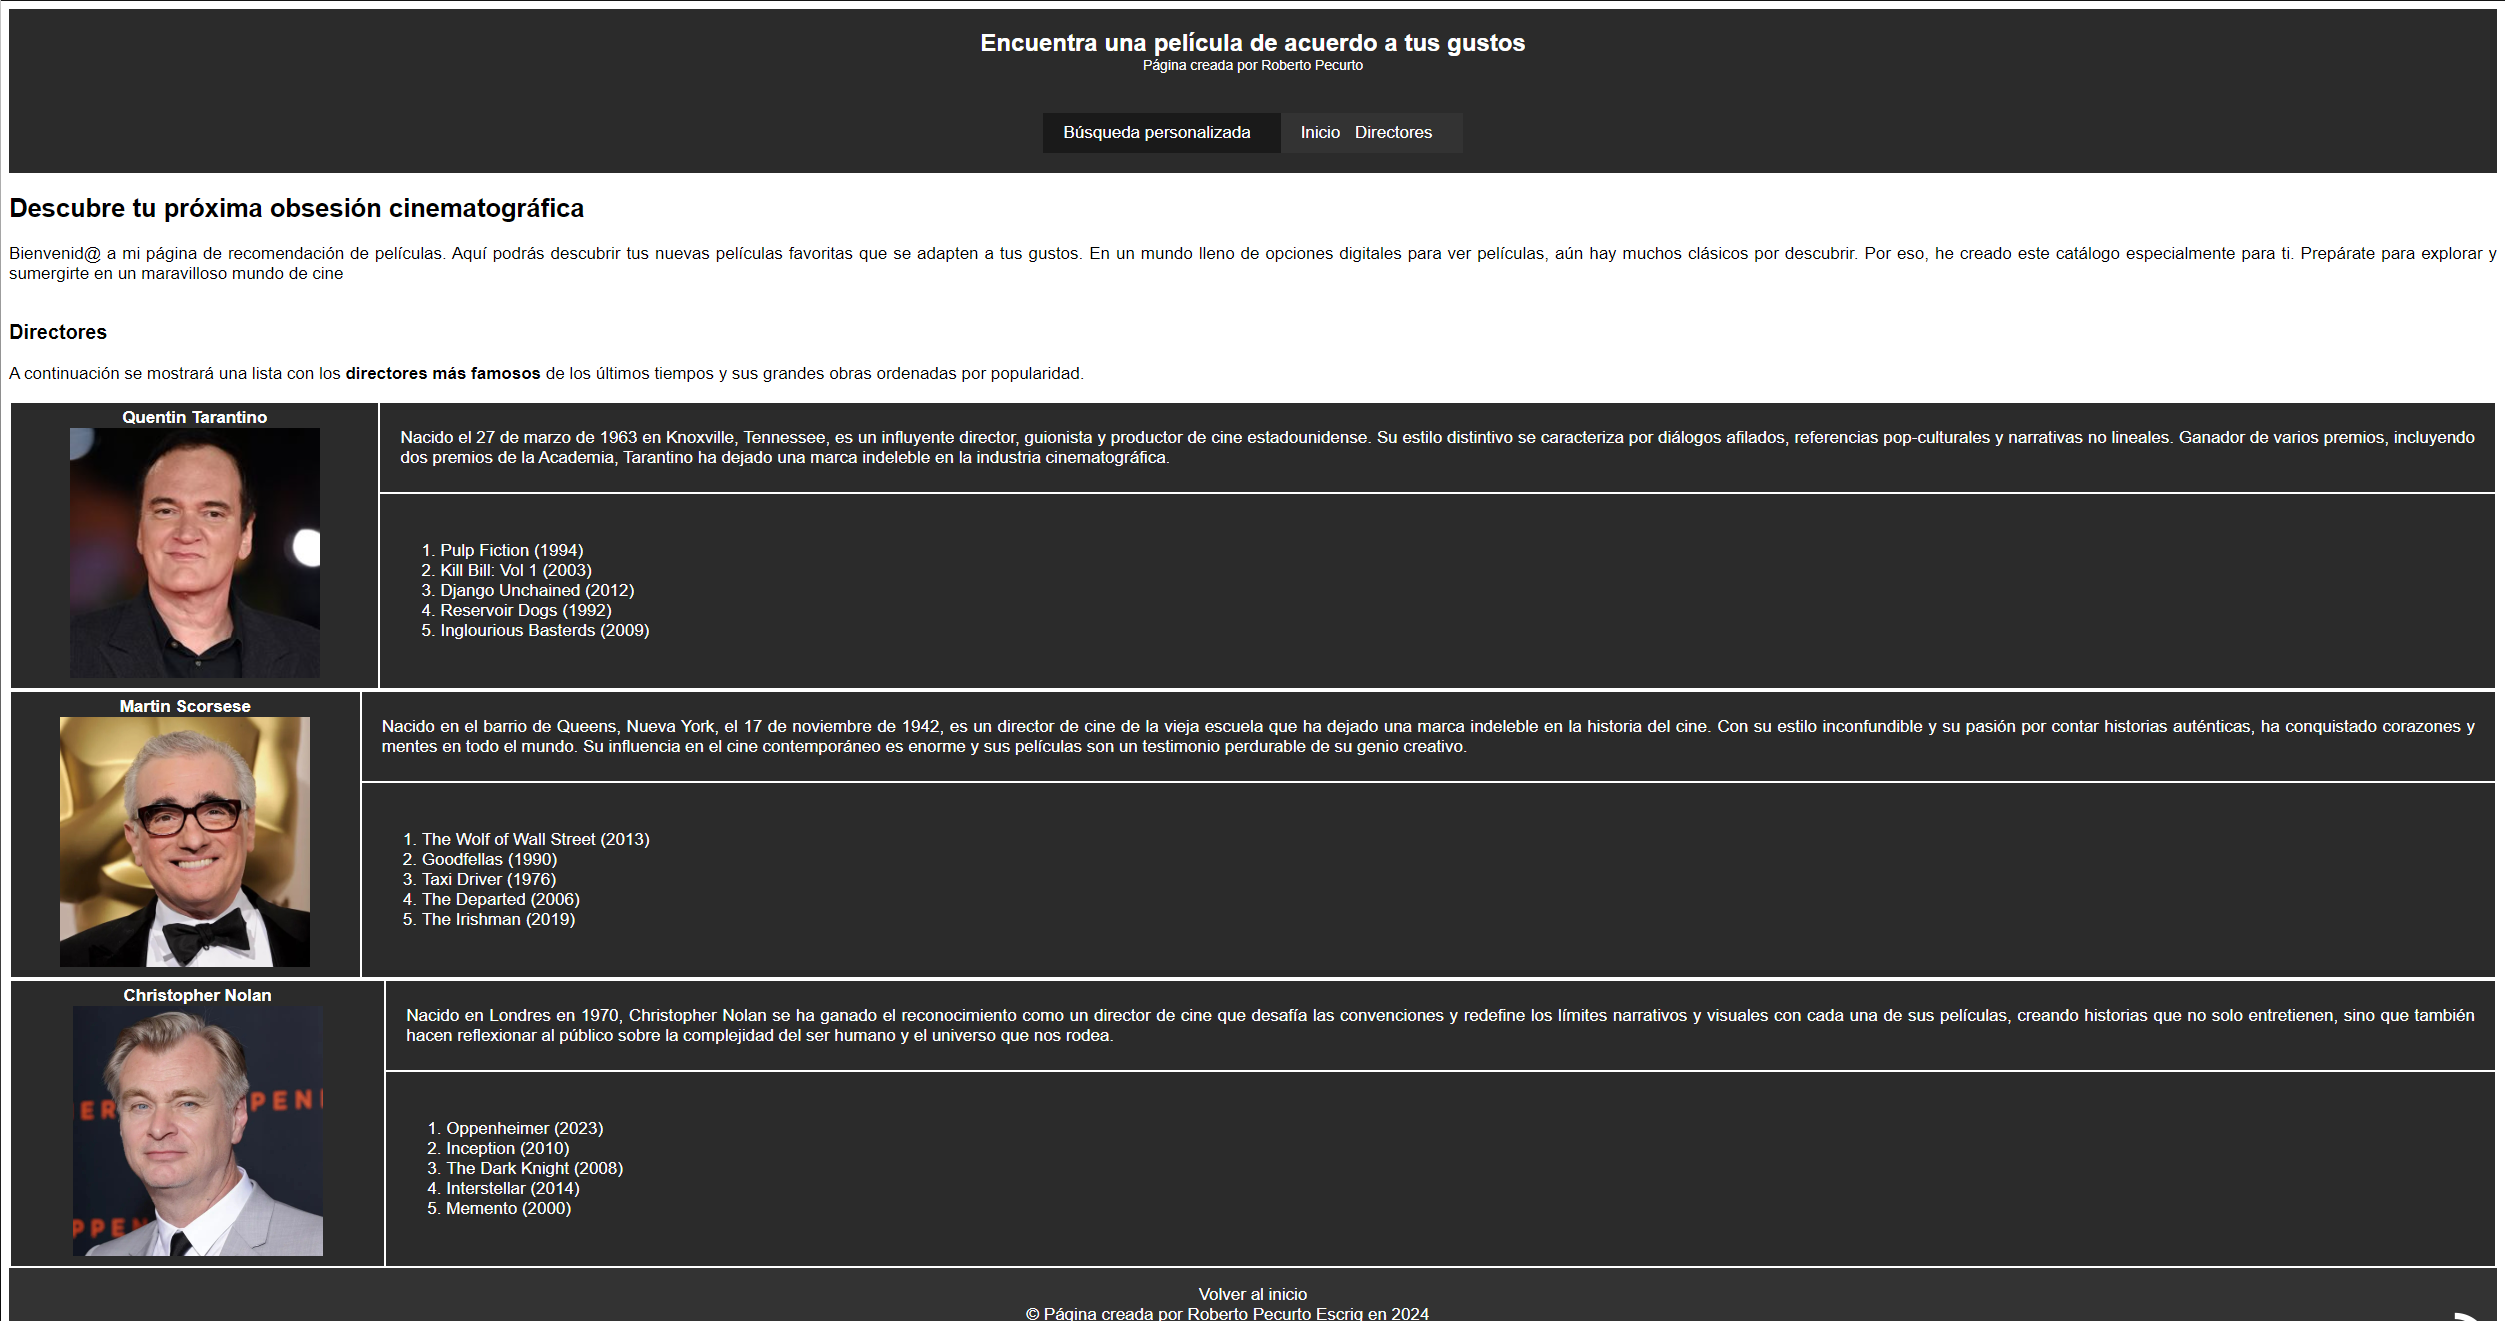 Encuentra una película de acuerdo a tus gustos
Página creada por Roberto Pecurto
Búsqueda personalizada Inicio Directores
Descubre tu próxima obsesión cinematográfica
Bienvenid@ a mi página de recomendación de películas. Aquí podrás descubrir tus nuevas películas favoritas que se adapten a tus gustos. En un mundo lleno de opciones digitales para ver películas, aún hay muchos clásicos por descubrir. Por eso, he creado este catálogo especialmente para ti. Prepárate para explorar y
sumergirte en un maravilloso mundo de cine
Directores
A continuación se mostrará una lista con los directores más famosos de los últimos tiempos y sus grandes obras ordenadas por popularidad.
Quentin Tarantino
Nacido el 27 de marzo de 1963 en Knoxville, Tennessee, es un influyente director, guionista y productor de cine estadounidense. Su estilo distintivo se caracteriza por diálogos afilados, referencias pop-culturales y narrativas no lineales. Ganador de varios premios, incluyendo
dos premios de la Academia, Tarantino ha dejado una marca indeleble en la industria cinematográfica.
1. Pulp Fiction (1994)
2. Kill Bill: Vol 1 (2003)
3. Django Unchained (2012)
4. Reservoir Dogs (1992)
5. Inglourious Basterds (2009)
Martin Scorsese
Nacido en el barrio de Queens, Nueva York, el 17 de noviembre de 1942, es un director de cine de la vieja escuela que ha dejado una marca indeleble en la historia del cine. Con su estilo inconfundible y su pasión por contar historias auténticas, ha conquistado corazones y
mentes en todo el mundo. Su influencia en el cine contemporáneo es enorme y sus películas son un testimonio perdurable de su genio creativo.
1. The Wolf of Wall Street (2013)
2. Goodfellas (1990)
3. Taxi Driver (1976)
4. The Departed (2006)
5. The Irishman (2019)
Christopher Nolan
Nacido en Londres en 1970, Christopher Nolan se ha ganado el reconocimiento como un director de cine que desafía las convenciones y redefine los límites narrativos y visuales con cada una de sus películas, creando historias que no solo entretienen, sino que también
hacen reflexionar al público sobre la complejidad del ser humano y el universo que nos rodea.
ER PPEN
PPEN
1. Oppenheimer (2023)
2. Inception (2010)
3. The Dark Knight (2008)
4. Interstellar (2014)
5. Memento (2000)
Volver al inicio
© Página creada por Roberto Pecurto Escrig en 2024